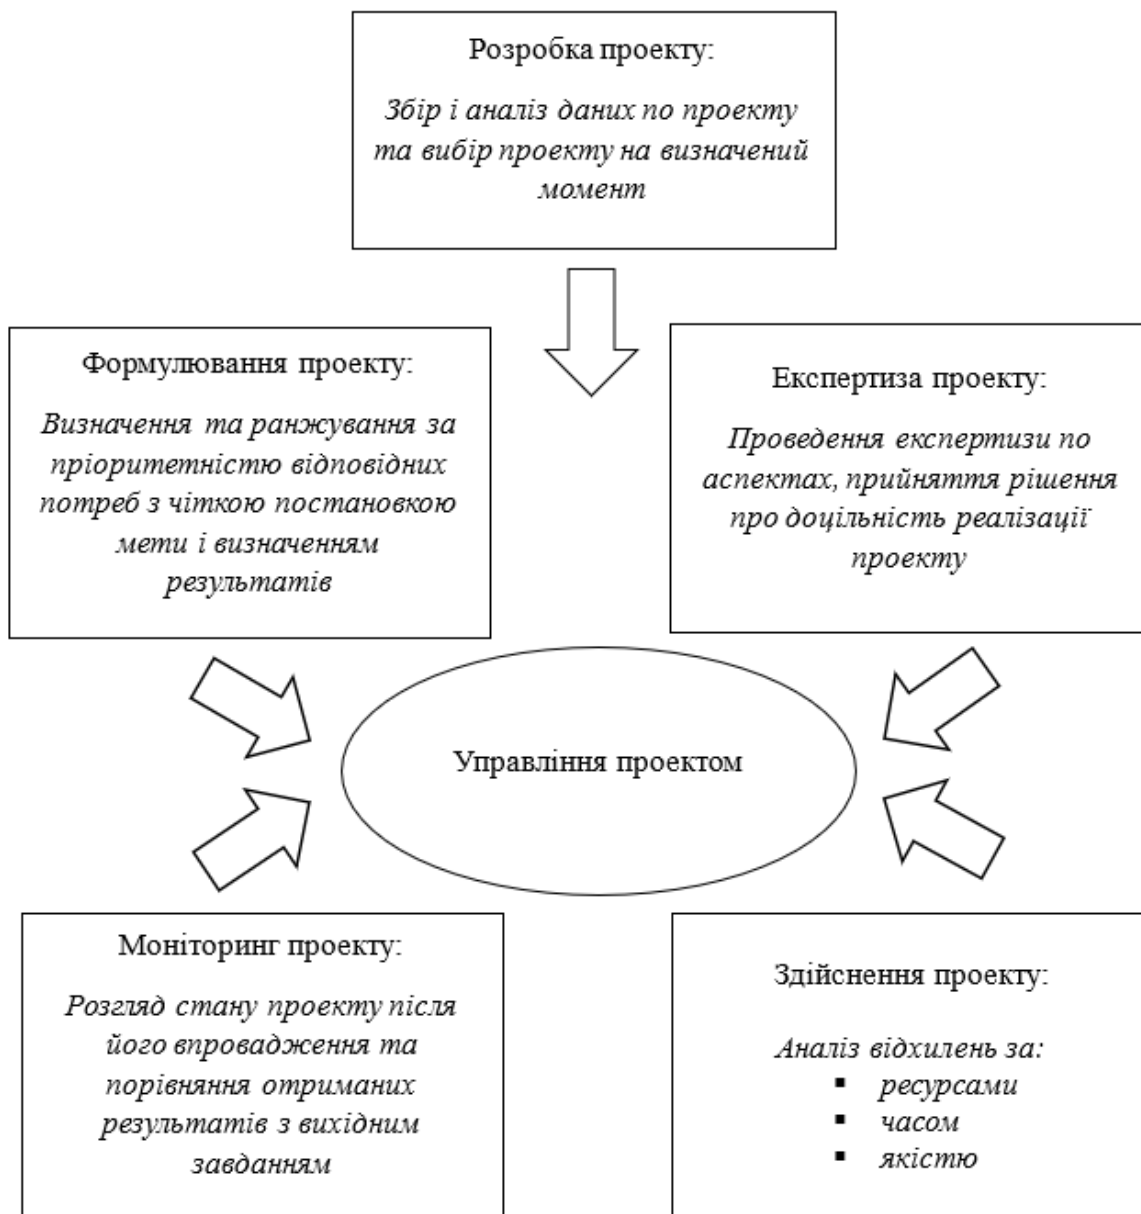 Розробка проекту:
Збір і аналіз даних по проекту
та вибір проекту на визначений
момент
Формулювання проекту:
Визначення та ранжування за
пріоритетністю відповідних
потреб з чіткою постановкою
мети і визначенням
результатів
Експертиза проекту:
Проведення експертизи по
аспектах, прийняття рішення
про доцільність реалізації
проекту
Управління проектом
Моніторинг проекту:
Розгляд стану проекту після
його впровадження та
порівняння отриманих
результатів з вихідним
завданням
Здійснення проекту:
Аналіз відхилень за:
▪ ресурсами
▪ часом
▪ якістю